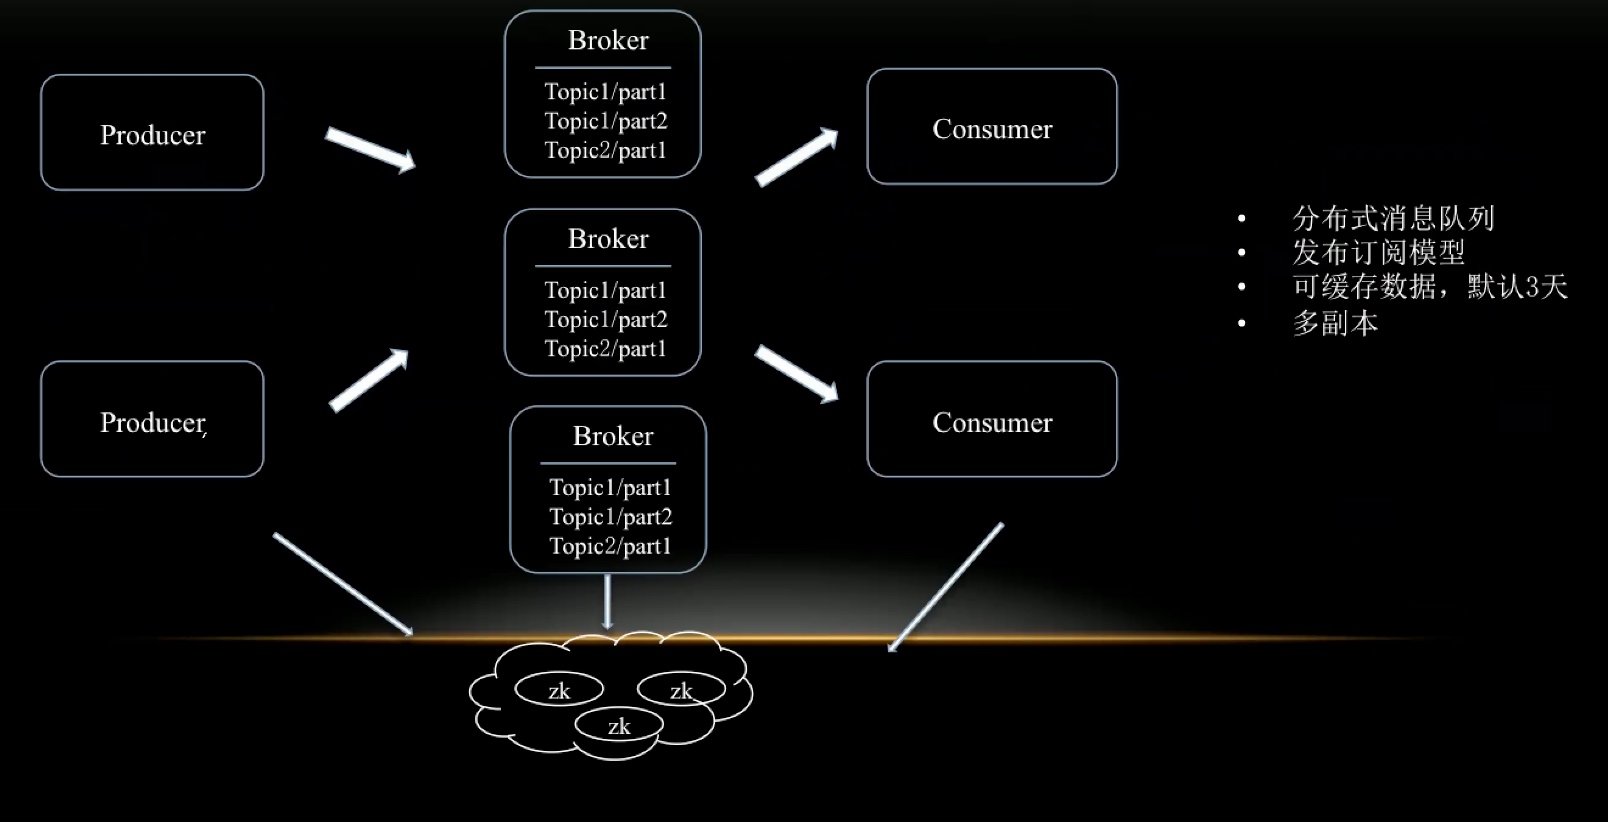 Producer
Producer
Broker
Topic1/part1
Topic1/part2
Topic2/part1
Broker
Topic1/part1
Topic1/part2
Topic2/part1
Broker
Topic1/part1
Topic1/part2
Topic2/part1
Consumer
Consumer
• 分布式消息队列
• 发布订阅模型
• 可缓存数据，默认3天
• 多副本
zk
zk
zk